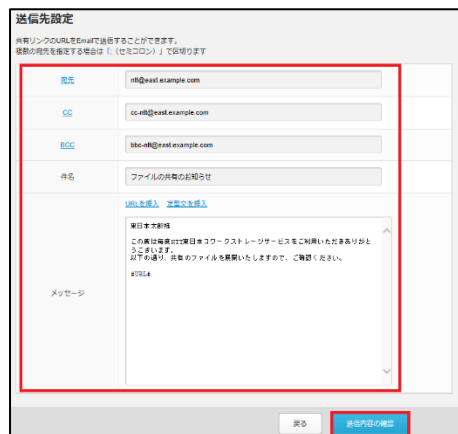 送信先設定
共有リンクのURLをEmailで送信することができます。
複数の宛先を指定する場合は「; (セミコロン) 」で区切ります
宛先
ntt@east.example.com
CC
cc-ntt@east.example.com
BCC
bbc-ntt@east.example.com
件名
ファイルの共有のお知らせ
メッセージ
URLを挿入 定型文を挿入
東日本太郎様
この度は毎度NTT東日本コワークストレージサービスをご利用いただきありがと
うございます。
以下の通り、共有のファイルを展開いたしますので、ご確認ください。
#URL#
戻る
送信内容の確認